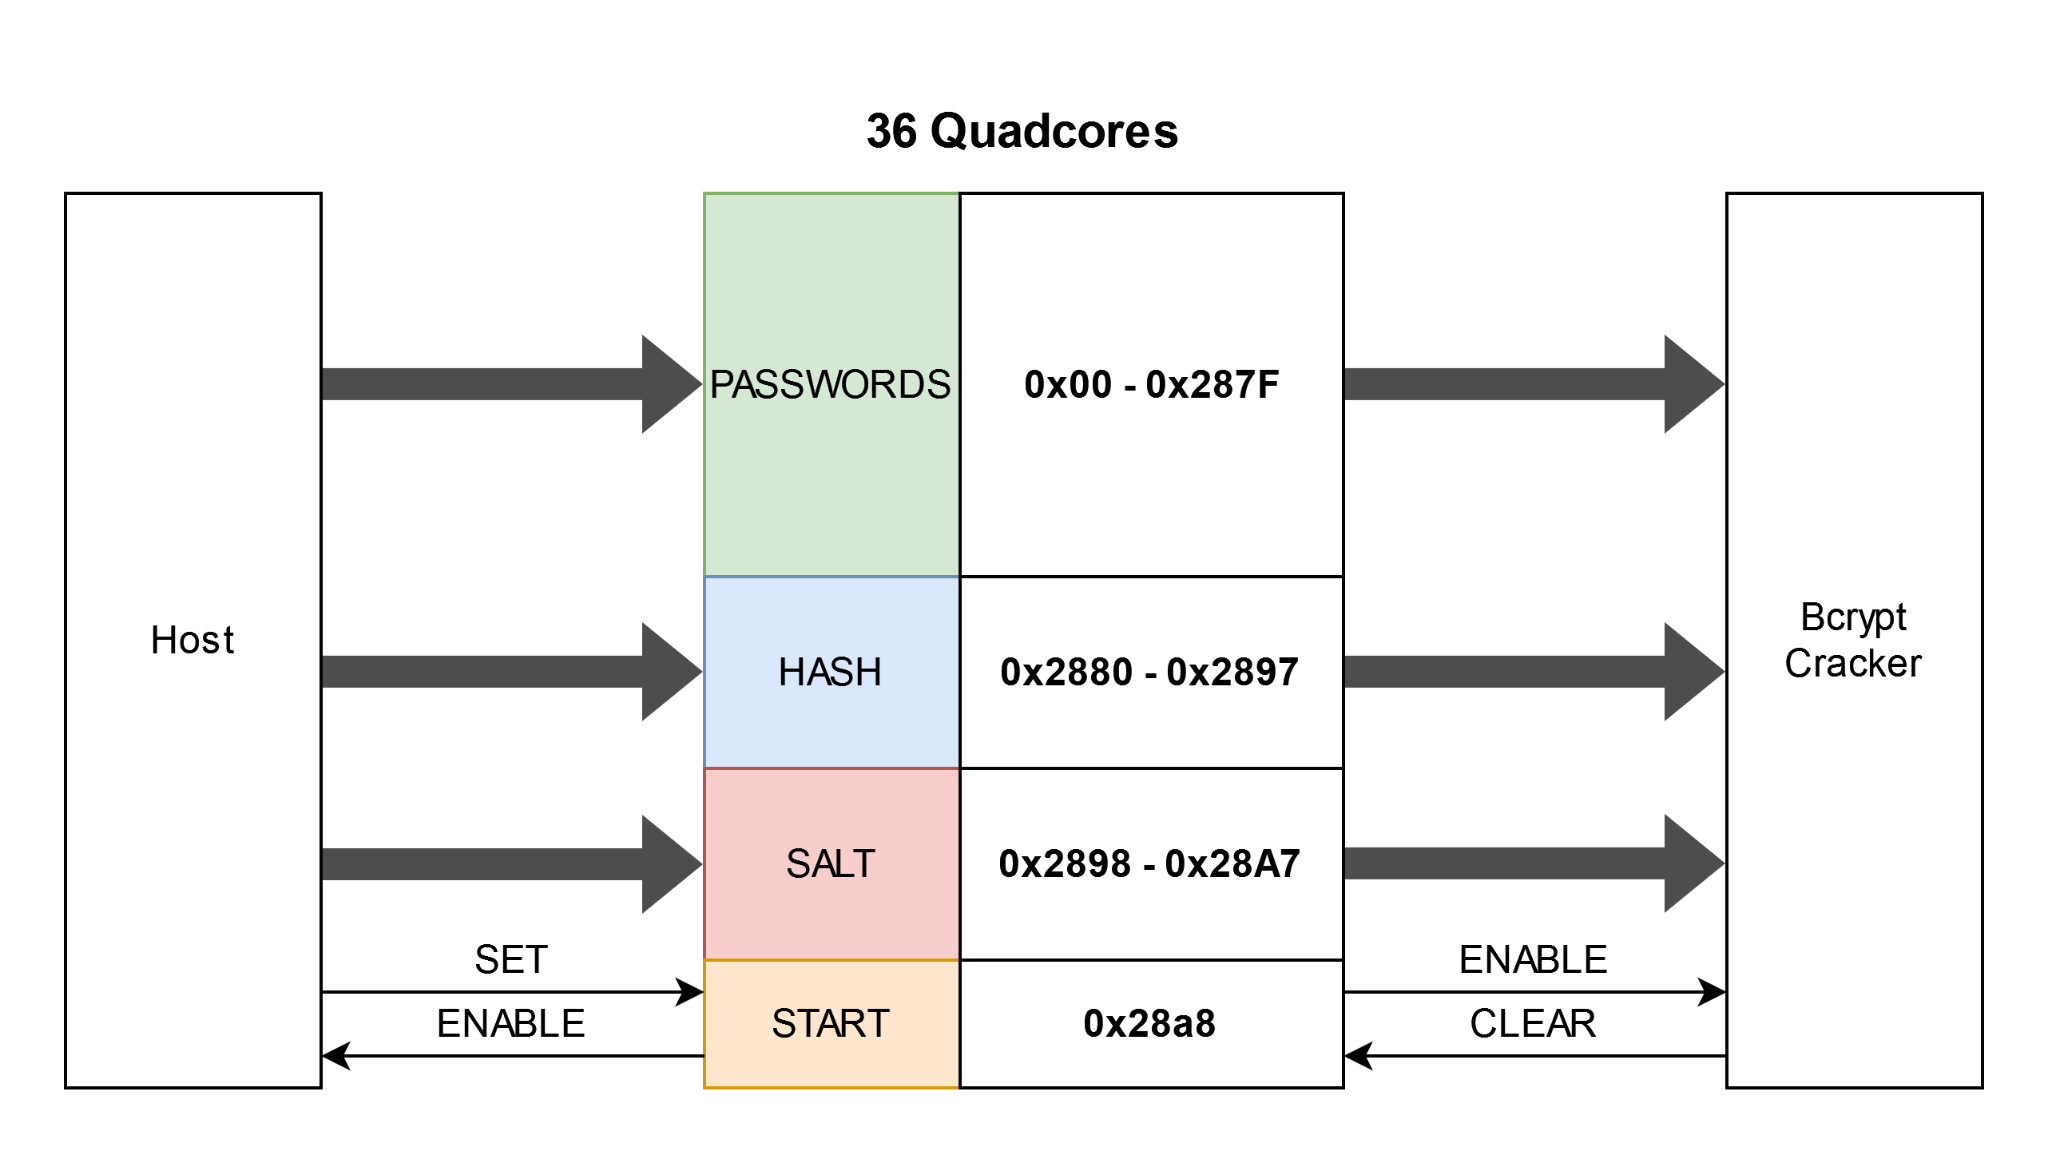 36 Quadcores
Host
PASSWORDS
0x00 - 0x287F
HASH
0x2880 - 0x2897
SALT
0x2898 - 0x28A7
SET
ENABLE
START
0x28a8
ENABLE
CLEAR
Bcrypt
Cracker